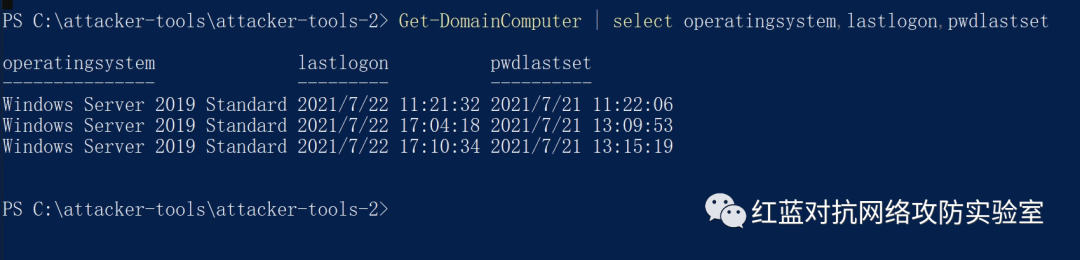 PS C:\attacker-tools\attacker-tools-2> Get-DomainComputer | select operatingsystem,lastlogon,pwdlastset
operatingsystem lastlogon pwdlastset
--------------- --------- ----------
Windows Server 2019 Standard 2021/7/22 11:21:32 2021/7/21 11:22:06
Windows Server 2019 Standard 2021/7/22 17:04:18 2021/7/21 13:09:53
Windows Server 2019 Standard 2021/7/22 17:10:34 2021/7/21 13:15:19
PS C:\attacker-tools\attacker-tools-2>
红蓝对抗网络攻防实验室